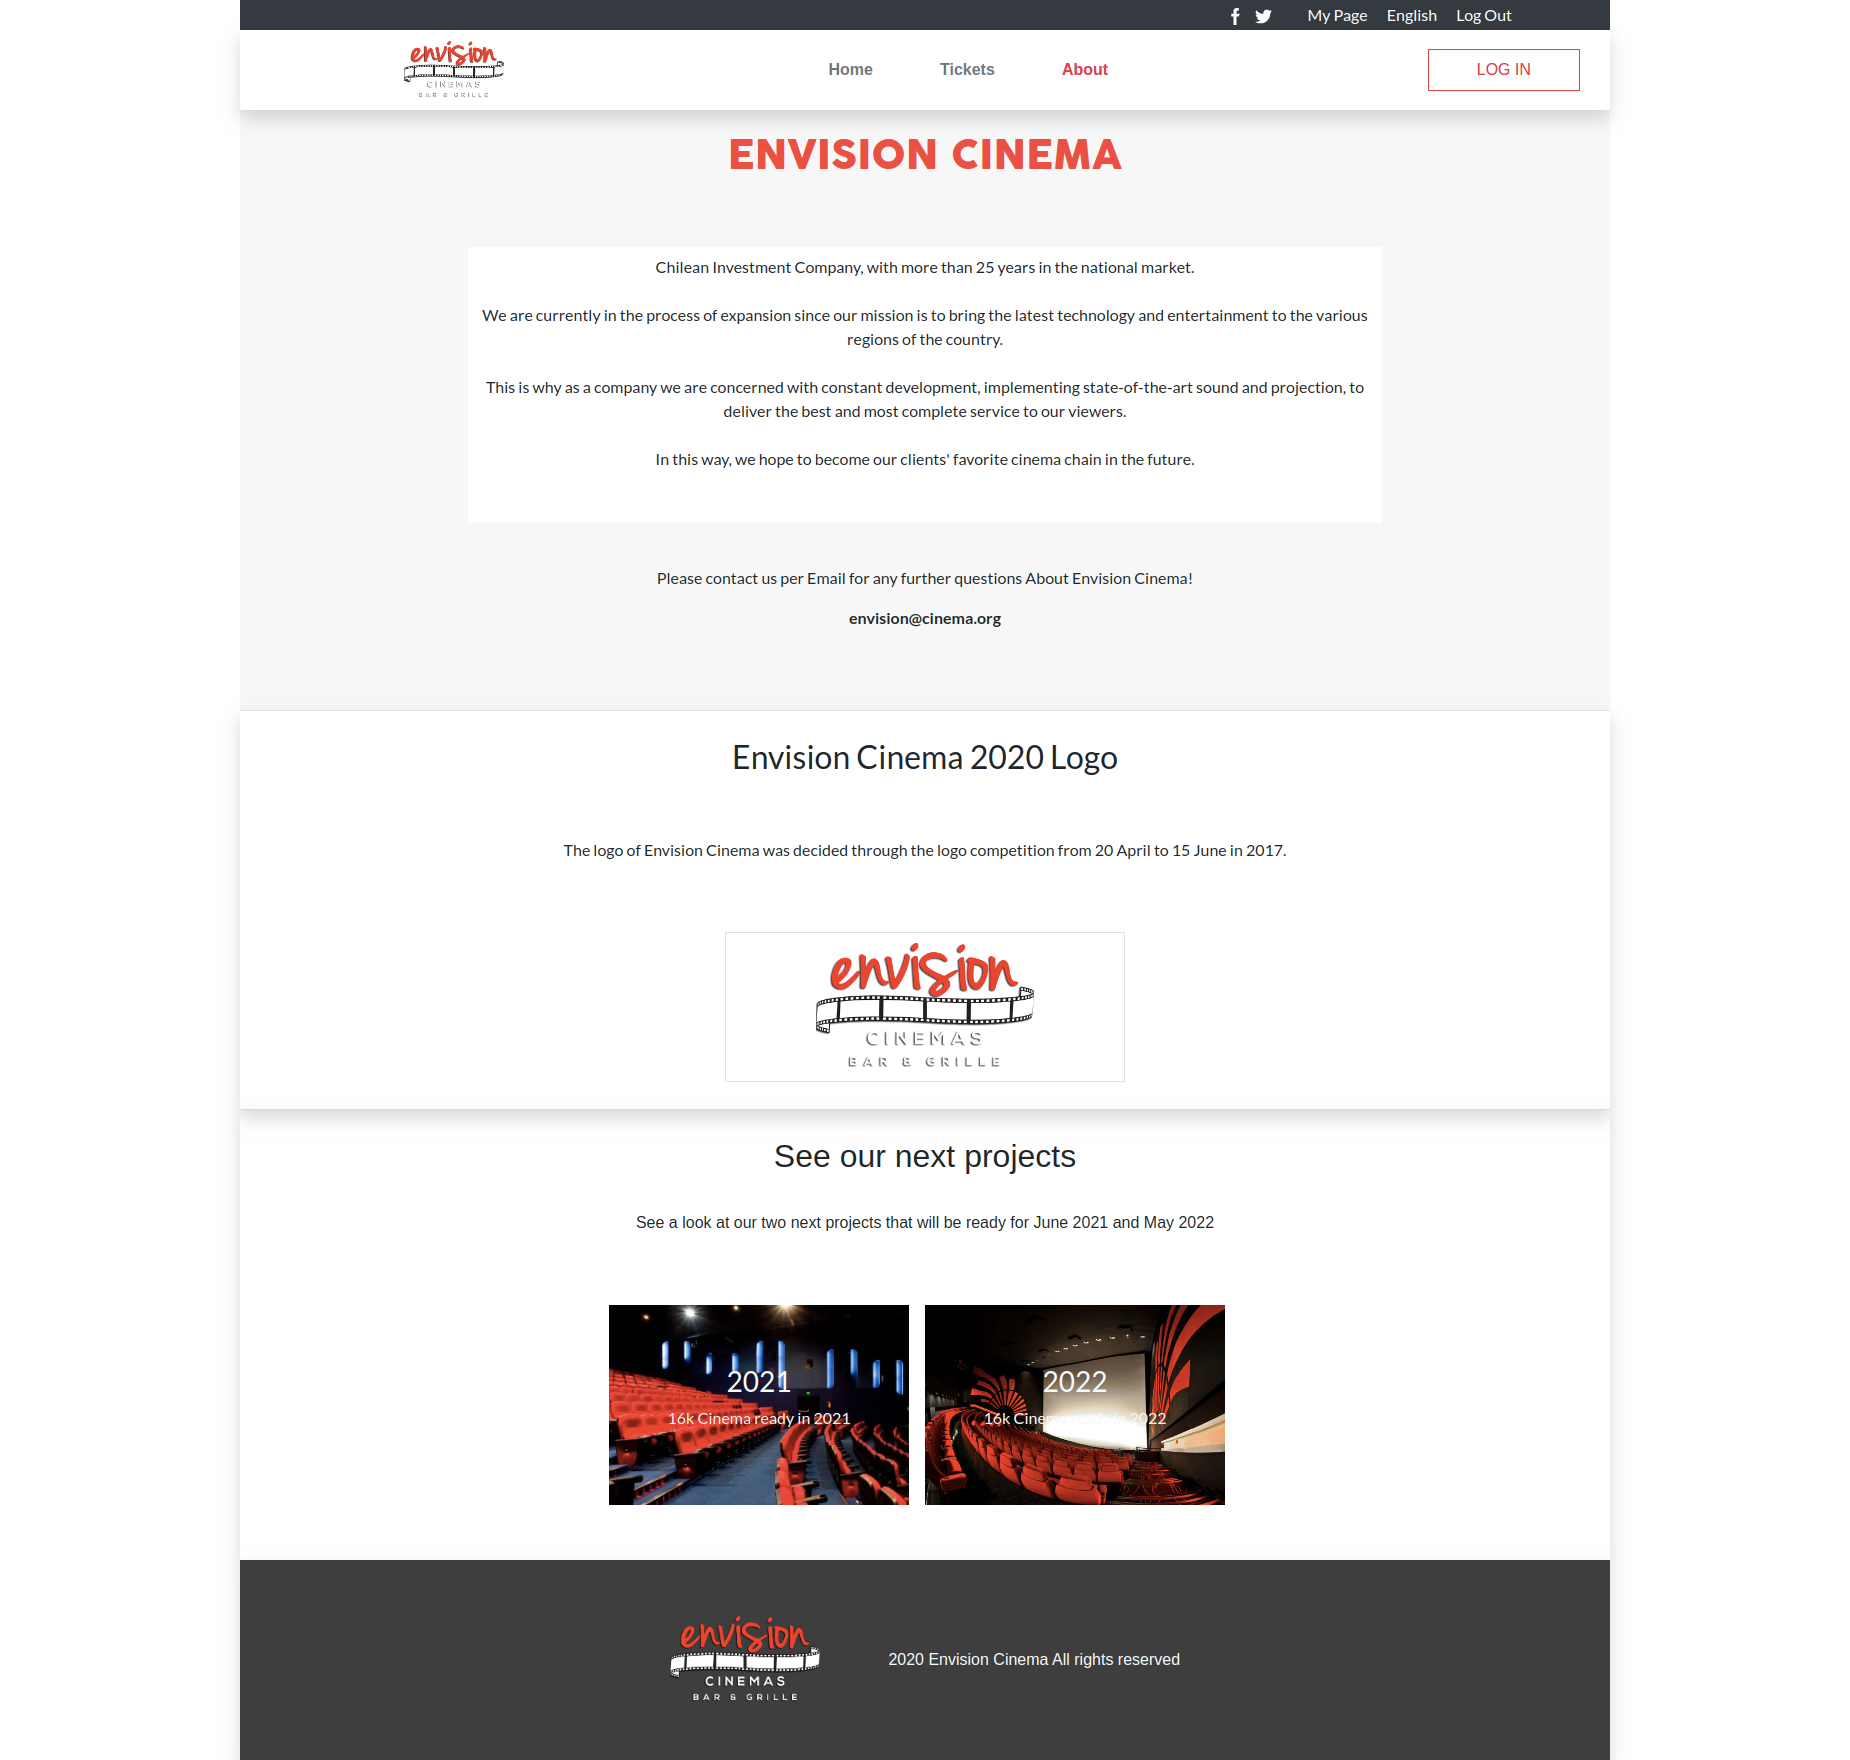 My Page English Log Out
envision
CINEMAS
BAR & GRILLE
Home Tickets About
LOG IN
ENVISION CINEMA
Chilean Investment Company, with more than 25 years in the national market.
We are currently in the process of expansion since our mission is to bring the latest technology and entertainment to the various
regions of the country.
This is why as a company we are concerned with constant development, implementing state-of-the-art sound and projection, to
deliver the best and most complete service to our viewers.
In this way, we hope to become our clients' favorite cinema chain in the future.
Please contact us per Email for any further questions About Envision Cinema!
envision@cinema.org
Envision Cinema 2020 Logo
The logo of Envision Cinema was decided through the logo competition from 20 April to 15 June in 2017.
envision
CINEMAS
BAR & GRILLE
See our next projects
See a look at our two next projects that will be ready for June 2021 and May 2022
2021
16k Cinema ready in 2021
2022
16k Cinema ready in 2022
envision
CINEMAS
BAR & GRILLE
2020 Envision Cinema All rights reserved